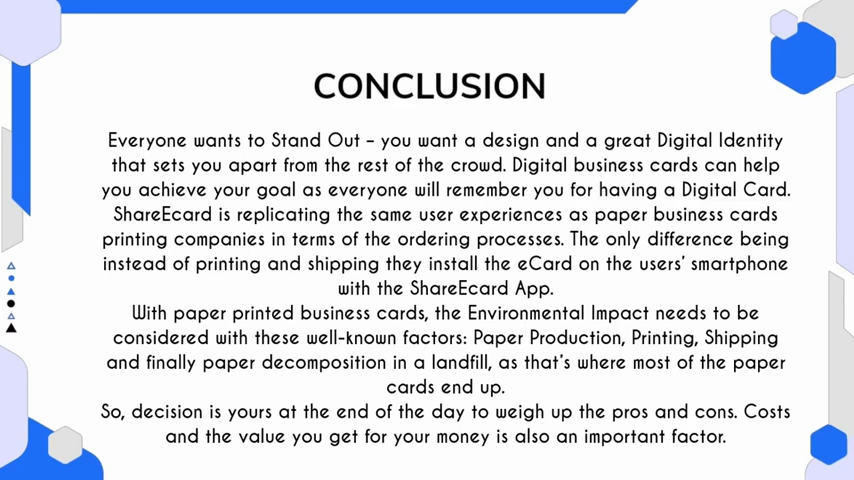 CONCLUSION
Everyone wants to Stand Out – you want a design and a great Digital Identity
that sets you apart from the rest of the crowd. Digital business cards can help
you achieve your goal as everyone will remember you for having a Digital Card.
ShareEcard is replicating the same user experiences as paper business cards
printing companies in terms of the ordering processes. The only difference being
instead of printing and shipping they install the eCard on the users' smartphone
with the ShareEcard App.
With paper printed business cards, the Environmental Impact needs to be
considered with these well-known factors: Paper Production, Printing, Shipping
and finally paper decomposition in a landfill, as that's where most of the paper
cards end up.
So, decision is yours at the end of the day to weigh up the pros and cons. Costs
and the value you get for your money is also an important factor.